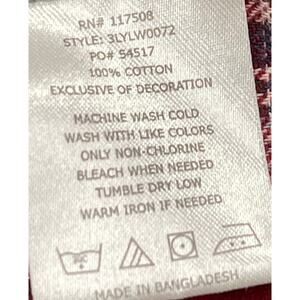 RN# 117508
STYLE: 3LYLW0072
PO# 54517
100% COTTON
EXCLUSIVE OF DECORATION
MACHINE WASH COLD
WASH WITH LIKE COLORS
ONLY NON-CHLORINE
BLEACH WHEN NEEDED
TUMBLE DRY LOW
WARM IRON IF NEEDED
MADE IN BANGLADESH